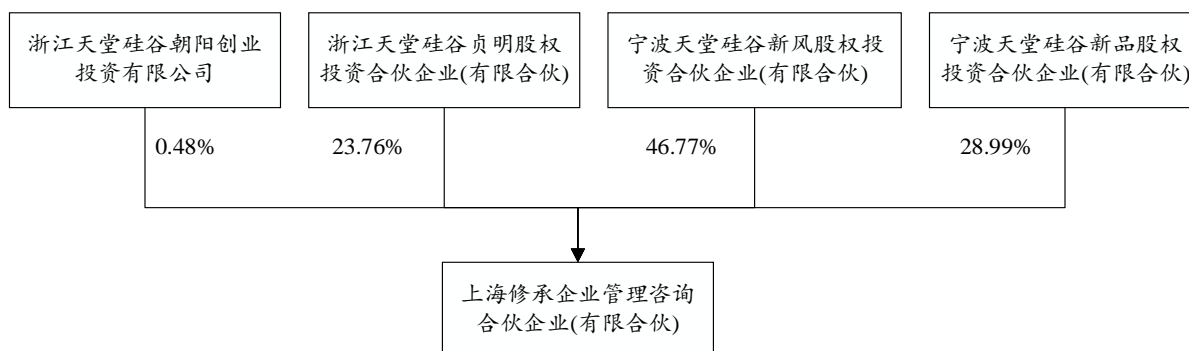 浙江天堂硅谷朝阳创业
投资有限公司
浙江天堂硅谷贞明股权
投资合伙企业(有限合伙)
宁波天堂硅谷新风股权投
资合伙企业(有限合伙)
宁波天堂硅谷新品股权
投资合伙企业(有限合伙)
0.48%
23.76%
46.77%
28.99%
上海修承企业管理咨询
合伙企业(有限合伙)